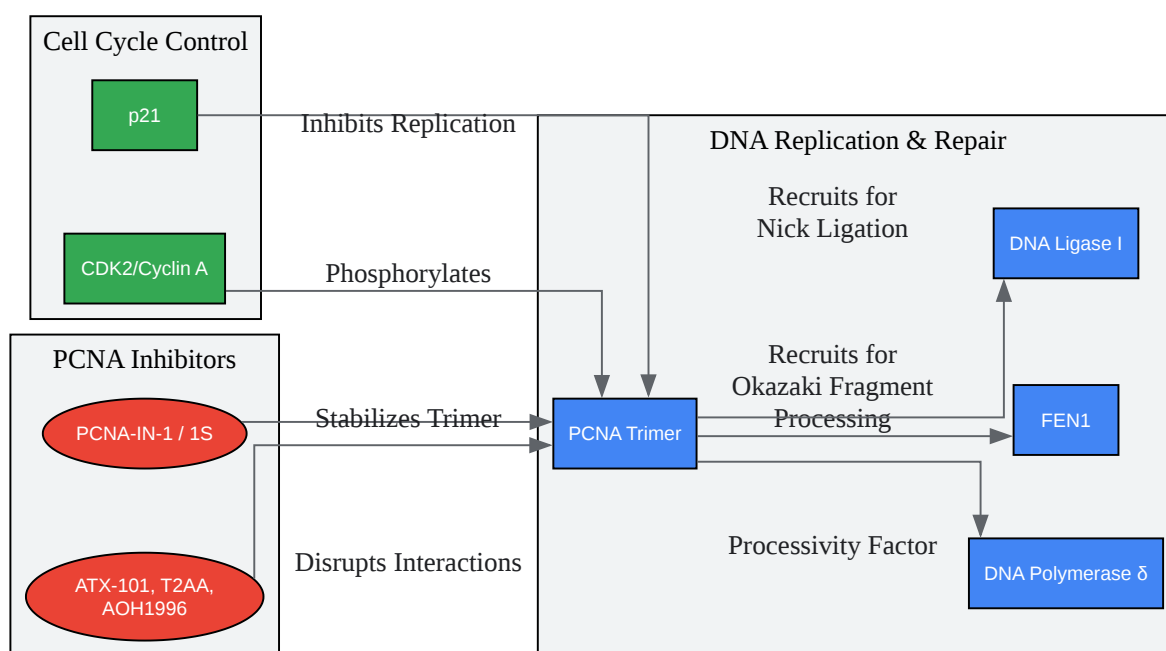 Cell Cycle Control
p21
Inhibits Replication
DNA Replication & Repair
Recruits for
Nick Ligation
DNA Ligase I
CDK2/Cyclin A
Phosphorylates
PCNA Inhibitors
Recruits for
Okazaki Fragment
Processing
PCNA-IN-1 / 1S
Stabilizes Trimer
PCNA Trimer
FEN1
Disrupts Interactions
Processivity Factor
DNA Polymerase δ
ATX-101, T2AA,
AOH1996